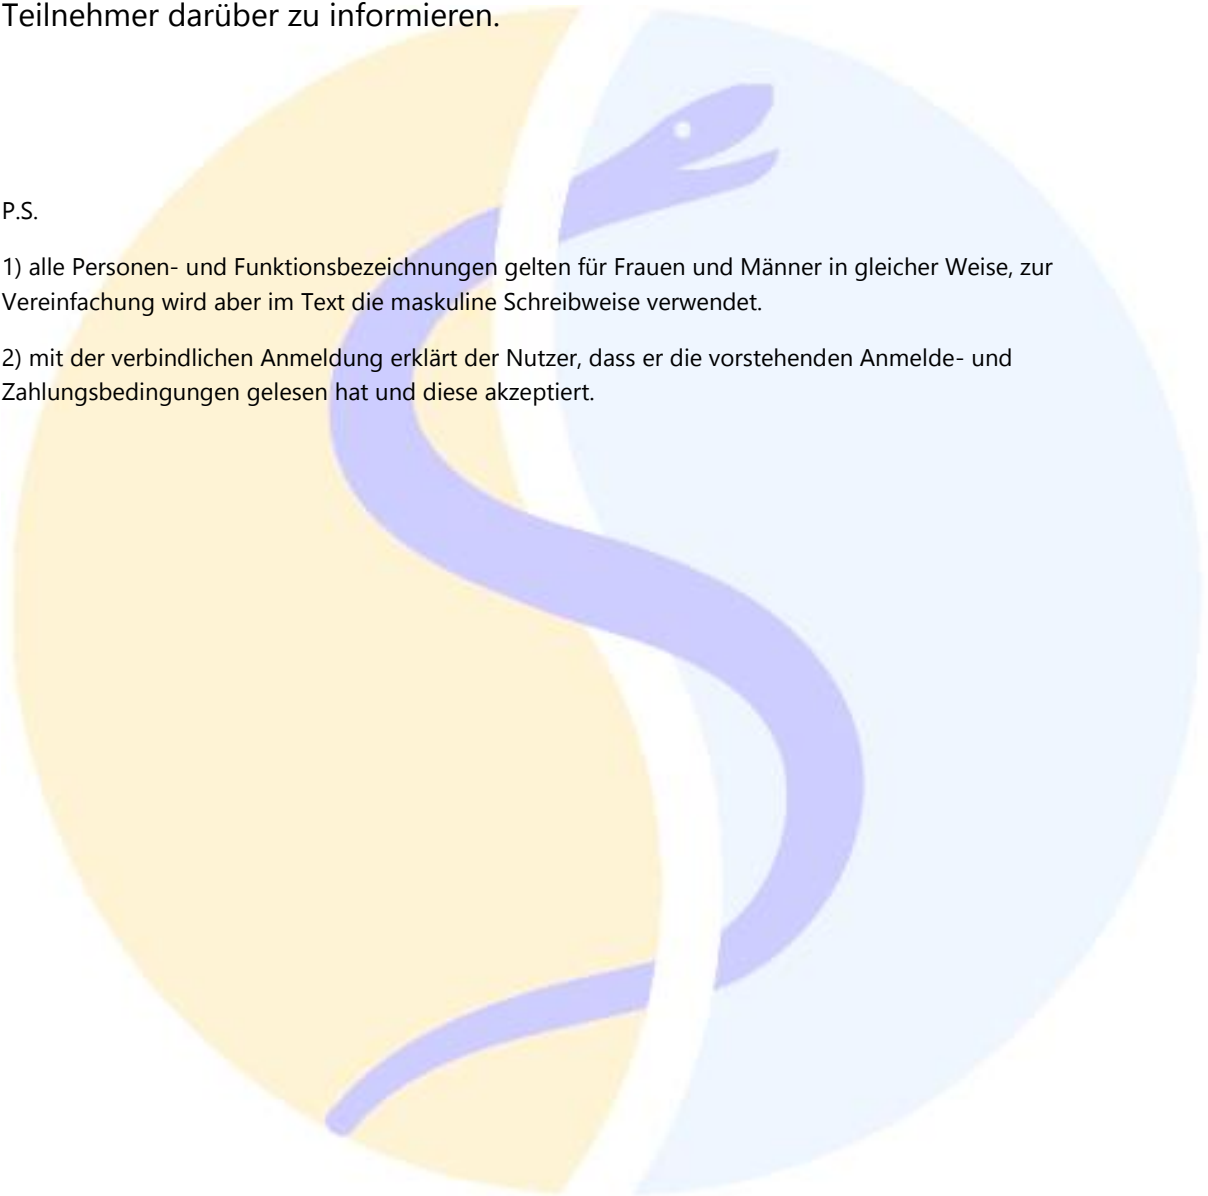 Teilnehmer darüber zu informieren.
P.S.
1) alle Personen- und Funktionsbezeichnungen gelten für Frauen und Männer in gleicher Weise, zur
Vereinfachung wird aber im Text die maskuline Schreibweise verwendet.
2) mit der verbindlichen Anmeldung erklärt der Nutzer, dass er die vorstehenden Anmelde- und
Zahlungsbedingungen gelesen hat und diese akzeptiert.